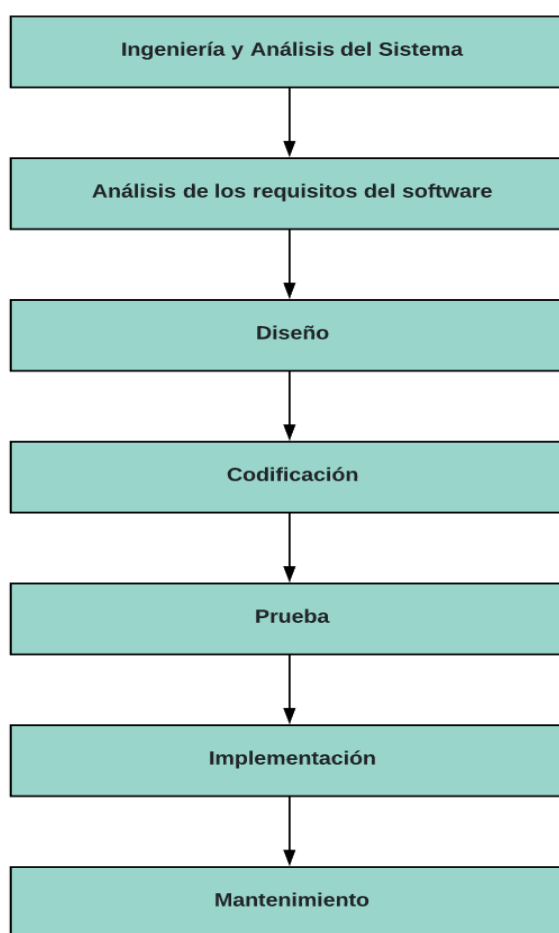 Ingeniería y Análisis del Sistema
Análisis de los requisitos del software
Diseño
Codificación
Prueba
Implementación
Mantenimiento